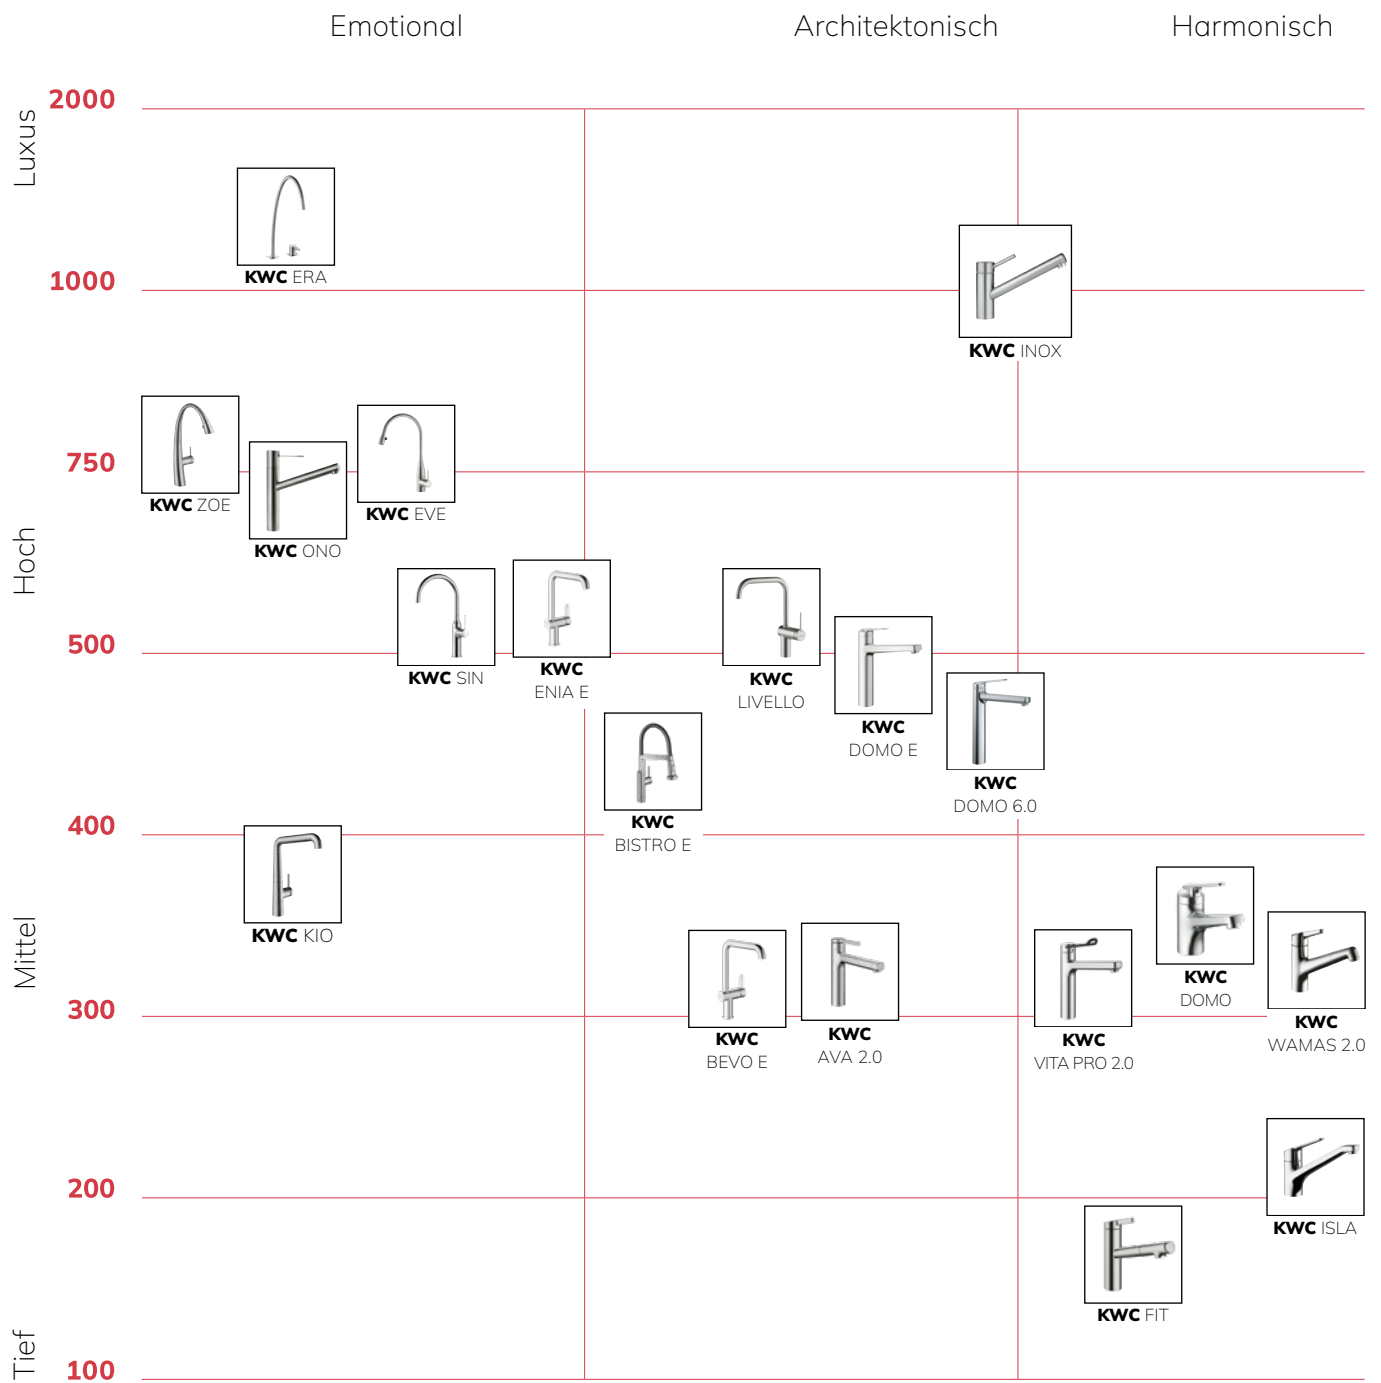 Emotional
Architektonisch
Harmonisch
Luxus
2000
KWC ERA
1000
KWC INOX
750
KWC ZOE
KWC ONO
KWC EVE
Hoch
500
KWC SIN
KWC
ENIA E
KWC
LIVELLO
KWC
DOMO E
KWC
DOMO 6.0
KWC
BISTRO E
400
KWC KIO
Mittel
300
KWC
BEVO E
KWC
AVA 2.0
KWC
VITA PRO 2.0
KWC
DOMO
KWC
WAMAS 2.0
200
KWC ISLA
KWC FIT
Tief
100